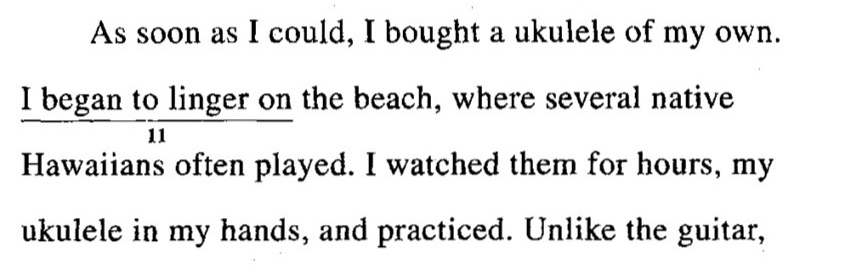 As soon as I could, I bought a ukulele of my own.
I began to linger on the beach, where several native
11
Hawaiians often played. I watched them for hours, my
ukulele in my hands, and practiced. Unlike the guitar,